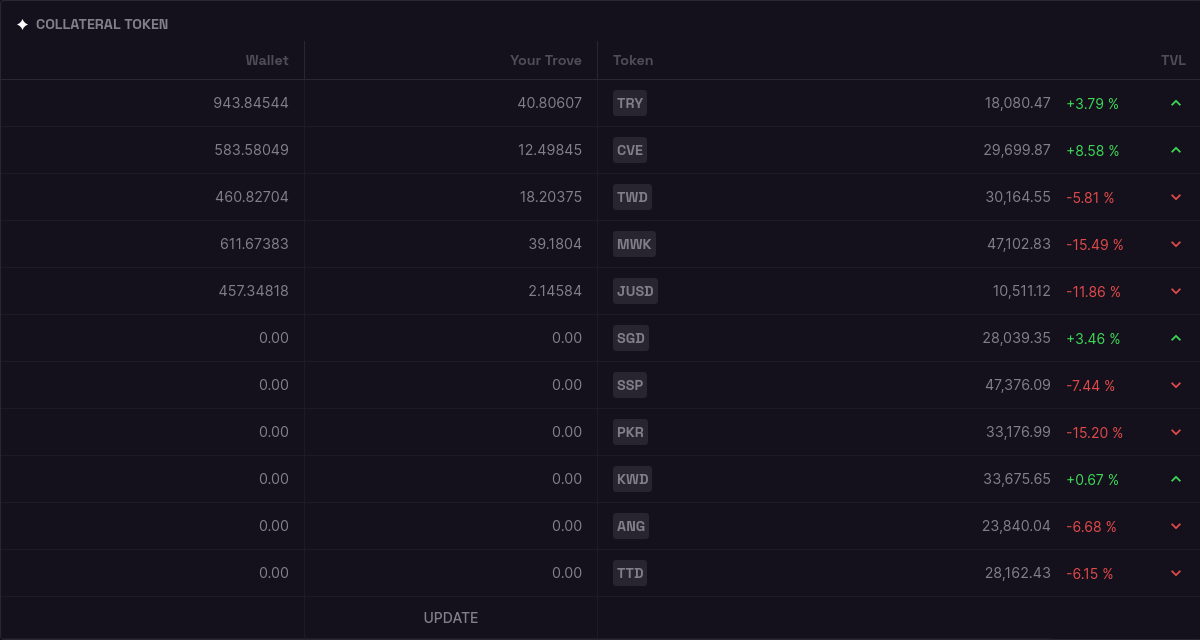 COLLATERAL TOKEN
Wallet Your Trove Token TVL
943.84544 40.80607 TRY 18,080.47 +3.79 %
583.58049 12.49845 CVE 29,699.87 +8.58 %
460.82704 18.20375 TWD 30,164.55 -5.81 %
611.67383 39.1804 MWK 47,102.83 -15.49 %
457.34818 2.14584 JUSD 10,511.12 -11.86 %
0.00 0.00 SGD 28,039.35 +3.46 %
0.00 0.00 SSP 47,376.09 -7.44 %
0.00 0.00 PKR 33,176.99 -15.20 %
0.00 0.00 KWD 33,675.65 +0.67 %
0.00 0.00 ANG 23,840.04 -6.68 %
0.00 0.00 TTD 28,162.43 -6.15 %
UPDATE